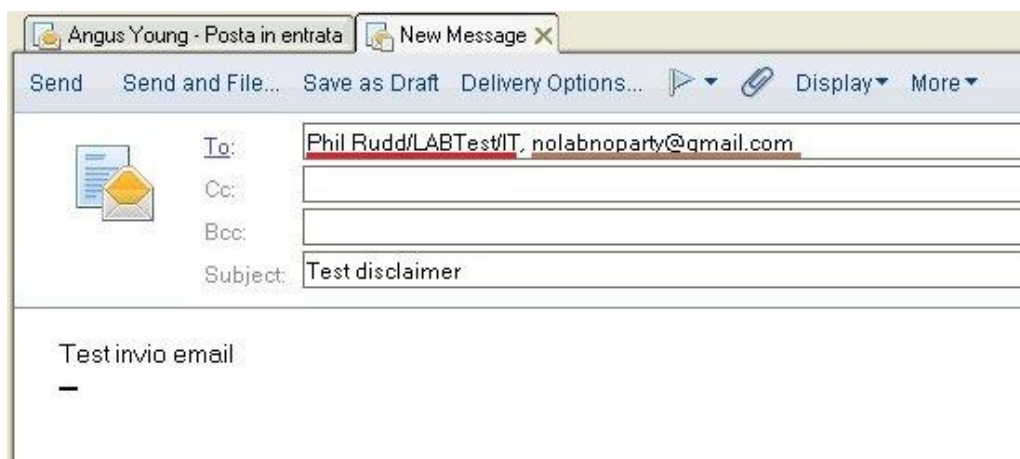 Angus Young - Posta in entrata New Message
Send Send and File... Save as Draft Delivery Options... Display More
To: Phil Rudd/LABTest/IT, nolabnoparty@gmail.com
Cc:
Bcc:
Subject: Test disclaimer
Test invio email